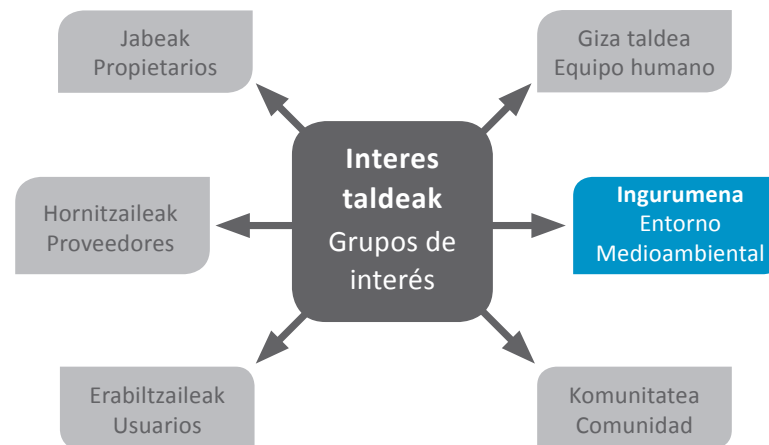 Jabeak
Propietarios
Giza taldea
Equipo humano
Interes
taldeak
Grupos de
interés
Hornitzaileak
Proveedores
Ingurumena
Entorno
Medioambiental
Erabiltzaileak
Usuarios
Komunitatea
Comunidad